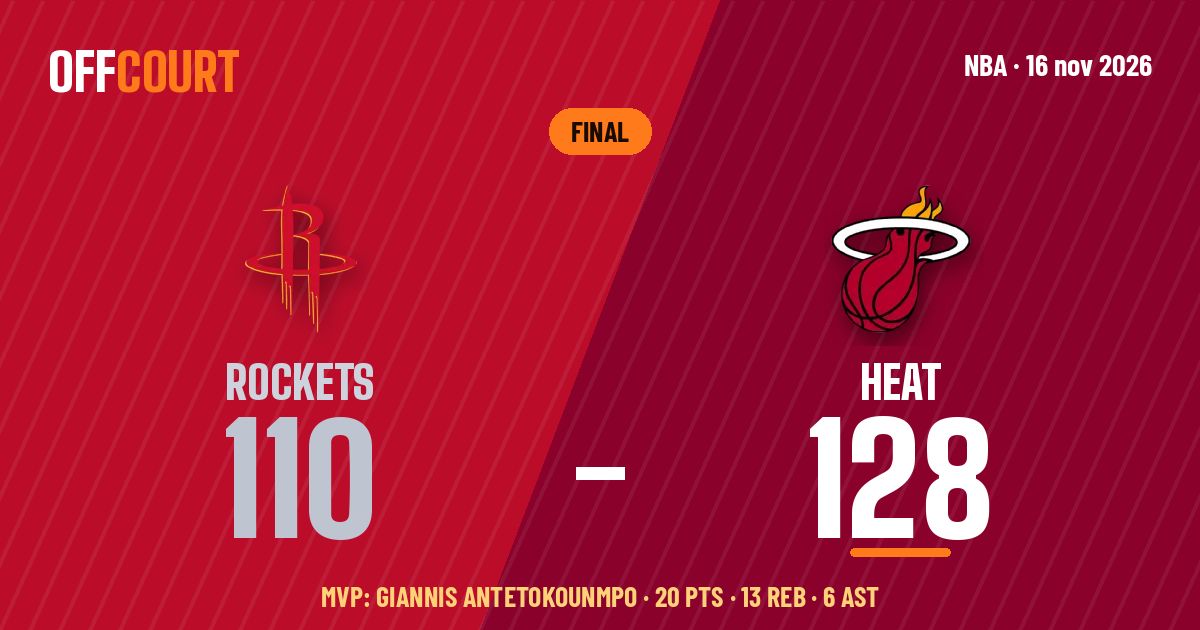 OFFCOURT
NBA · 16 nov 2026
FINAL
R
ROCKETS
HEAT
110
–
128
MVP: GIANNIS ANTETOKOUNMPO · 20 PTS · 13 REB · 6 AST